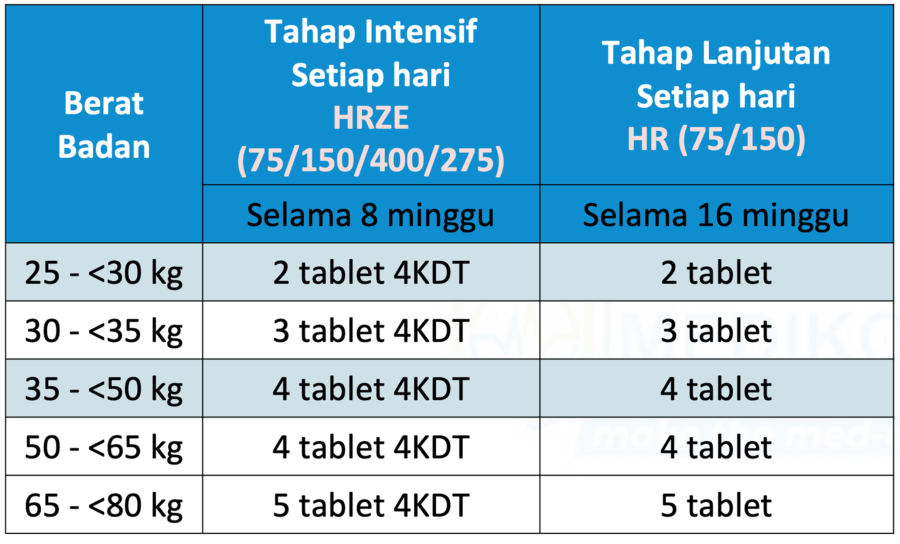 Berat
Badan
Tahap Intensif
Setiap hari
HRZE
(75/150/400/275)
Tahap Lanjutan
Setiap hari
HR (75/150)
Selama 8 minggu
Selama 16 minggu
25 - <30 kg 2 tablet 4KDT 2 tablet
30 - <35 kg 3 tablet 4KDT 3 tablet
35 - <50 kg 4 tablet 4KDT 4 tablet
50 - <65 kg 4 tablet 4KDT 4 tablet
65 - <80 kg 5 tablet 4KDT 5 tablet